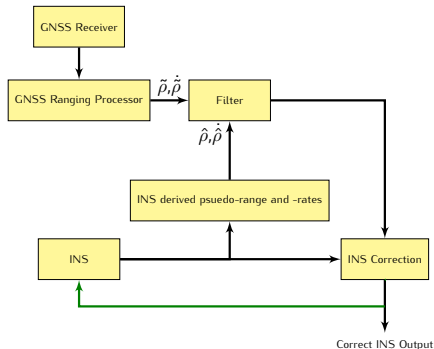 GNSS Receiver
GNSS Ranging Processor
ρ̃,ρ̃̇
Filter
ρ̂,ρ̂̇
INS derived psuedo-range and -rates
INS
INS Correction
Correct INS Output